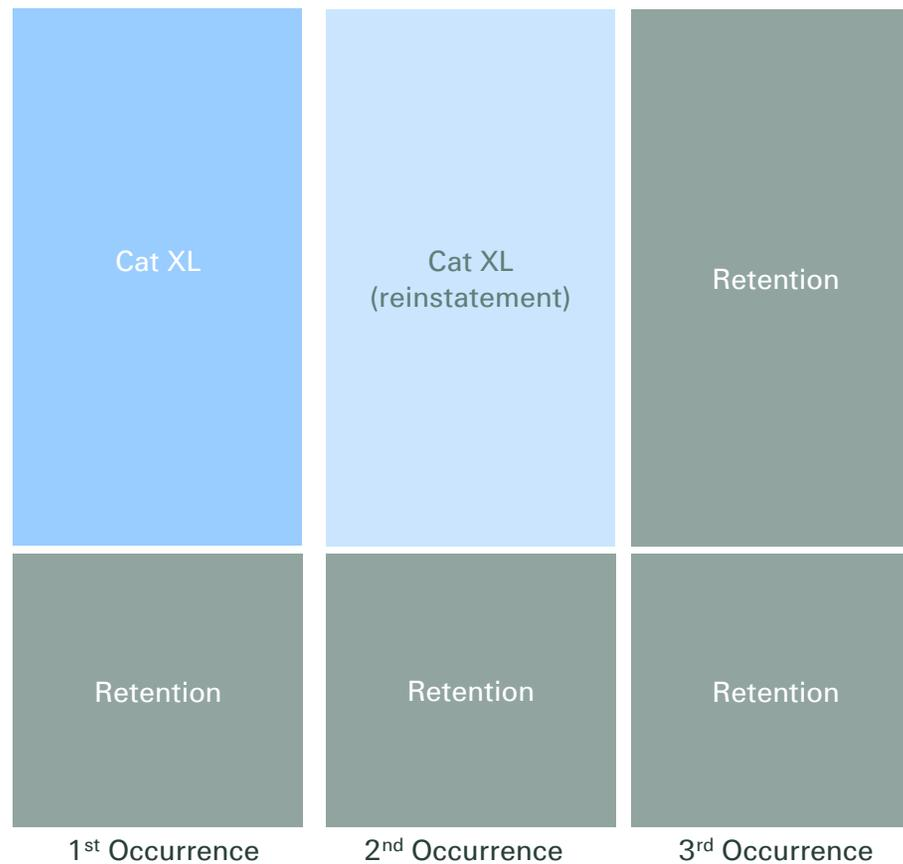 Cat XL
Cat XL
(reinstatement)
Retention
Retention
Retention
Retention
1st Occurrence
2nd Occurrence
3rd Occurrence